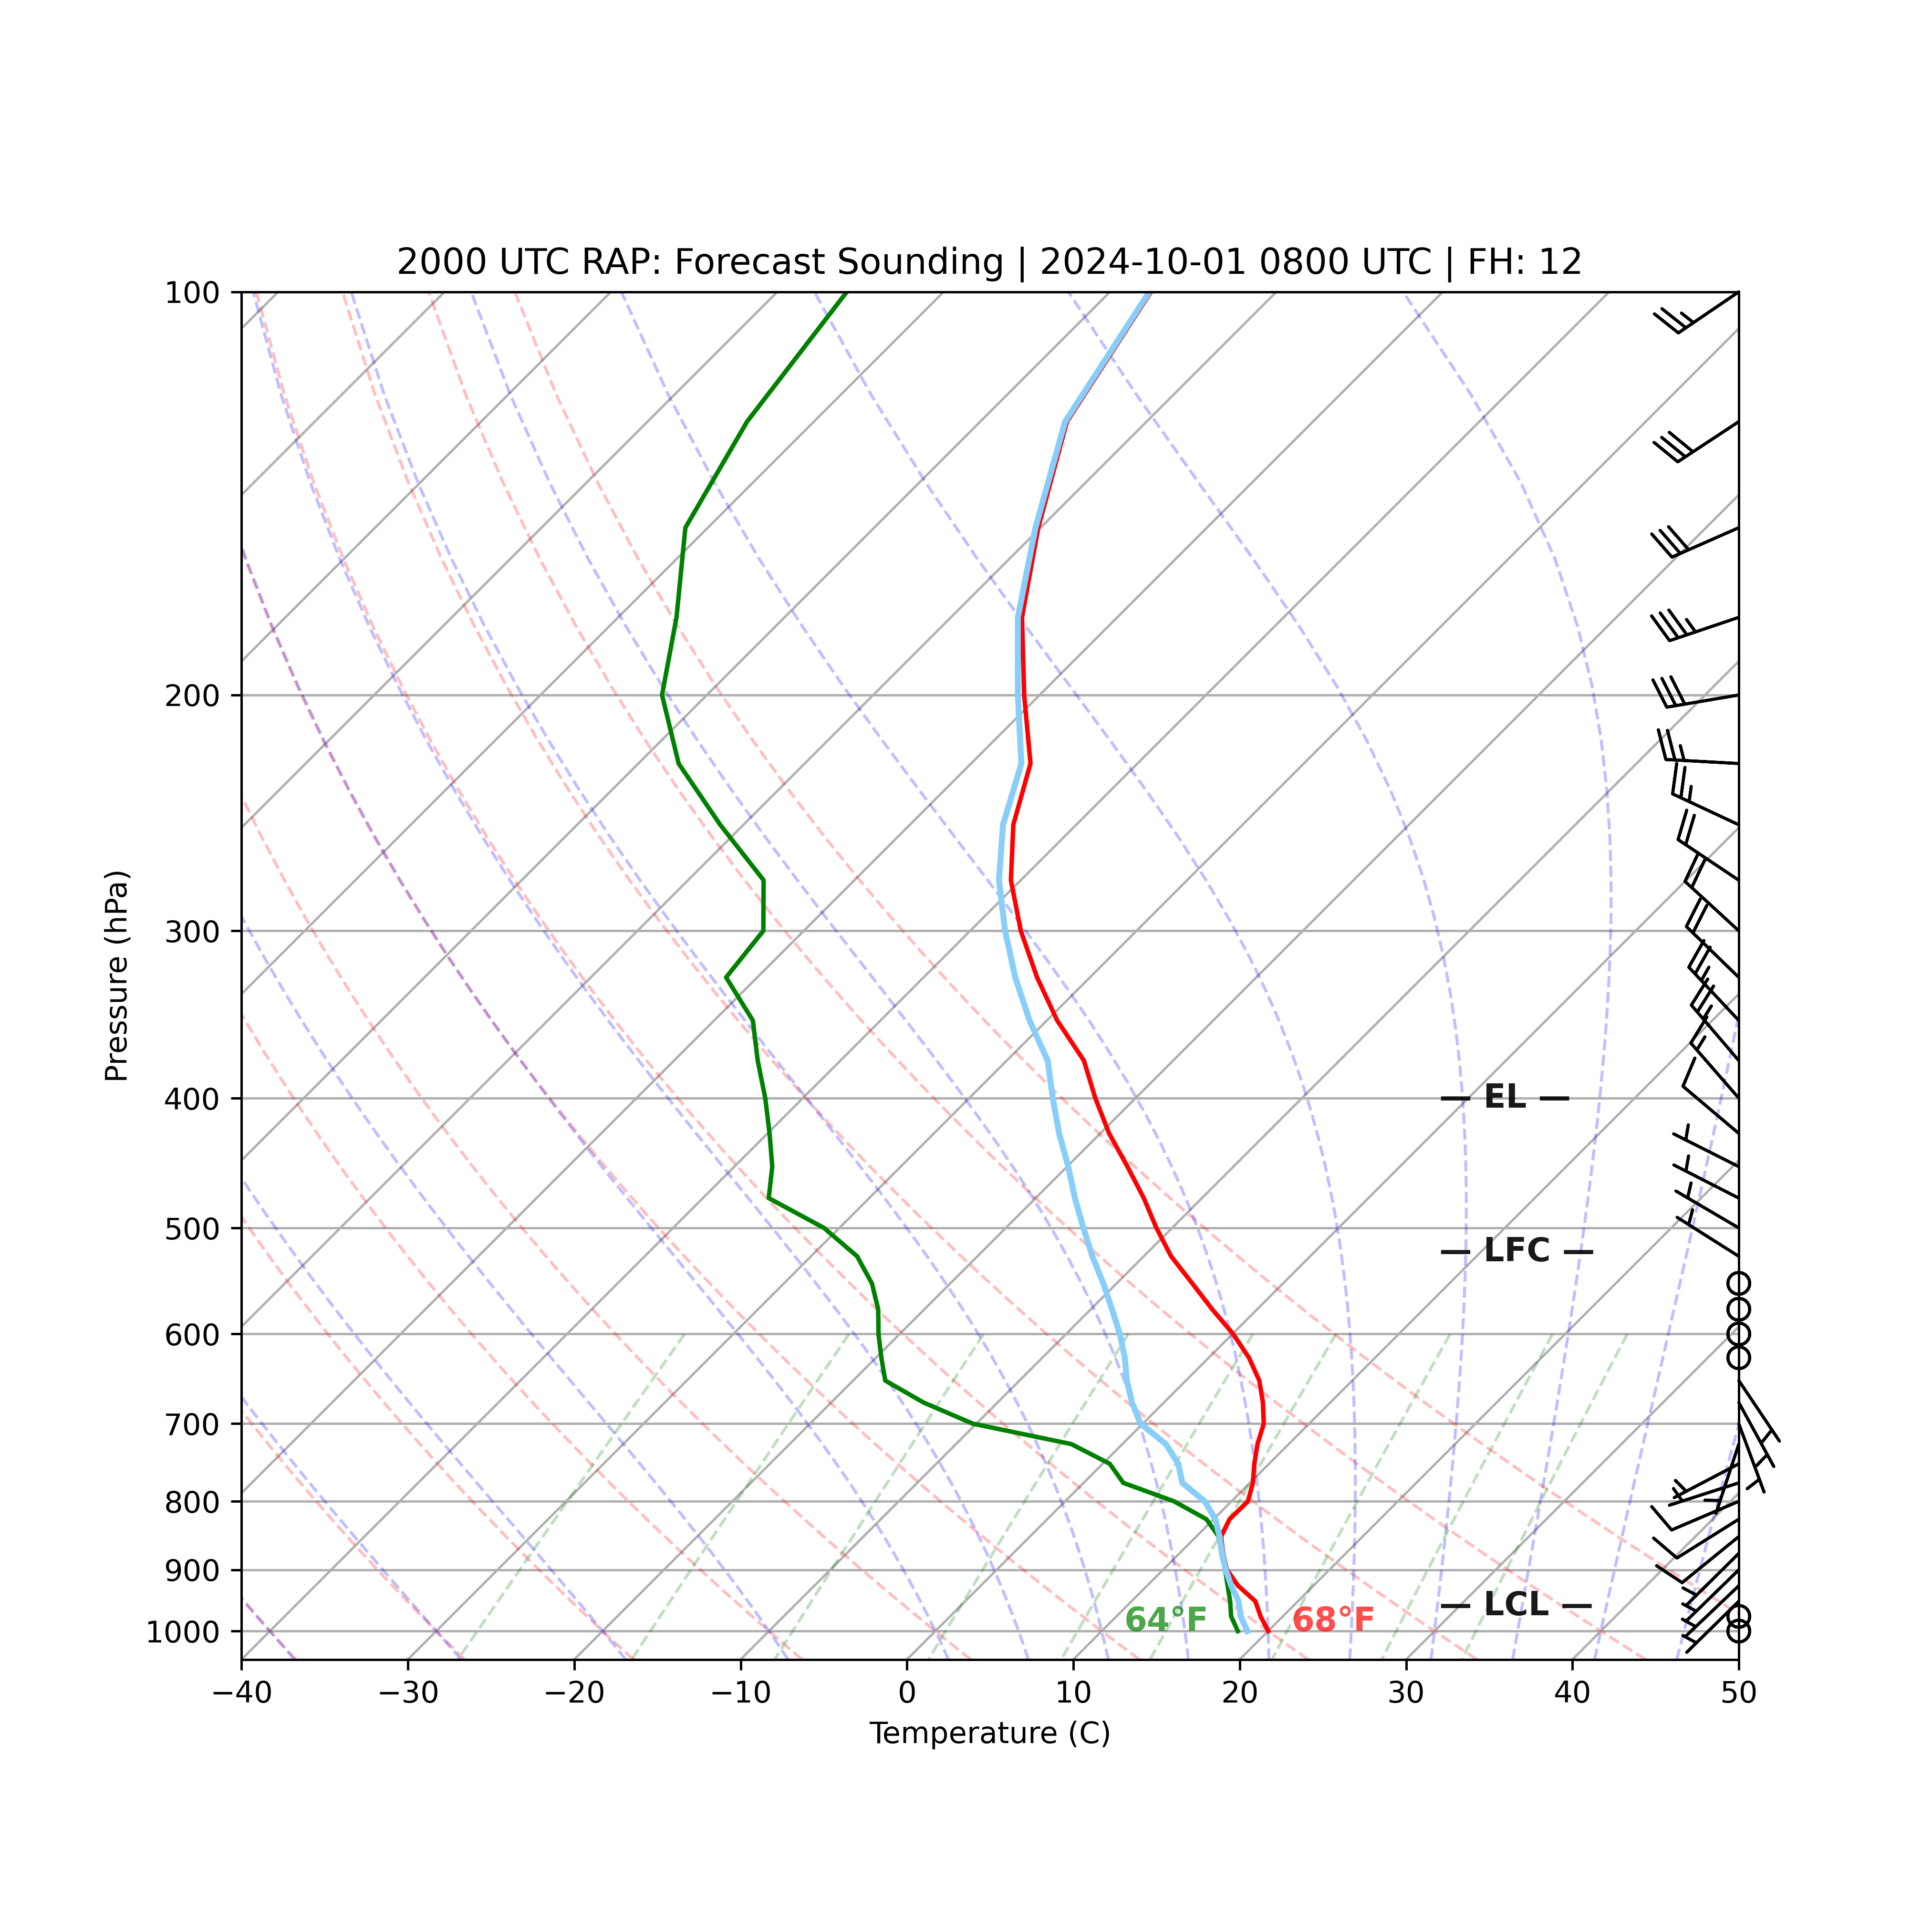 2000 UTC RAP: Forecast Sounding | 2024-10-01 0800 UTC | FH: 12
100
200
300
400
500
600
700
800
900
1000
Pressure (hPa)
— EL —
— LFC —
— LCL —
64°F
68°F
−40
−30
−20
−10
0
10
20
30
40
50
Temperature (C)